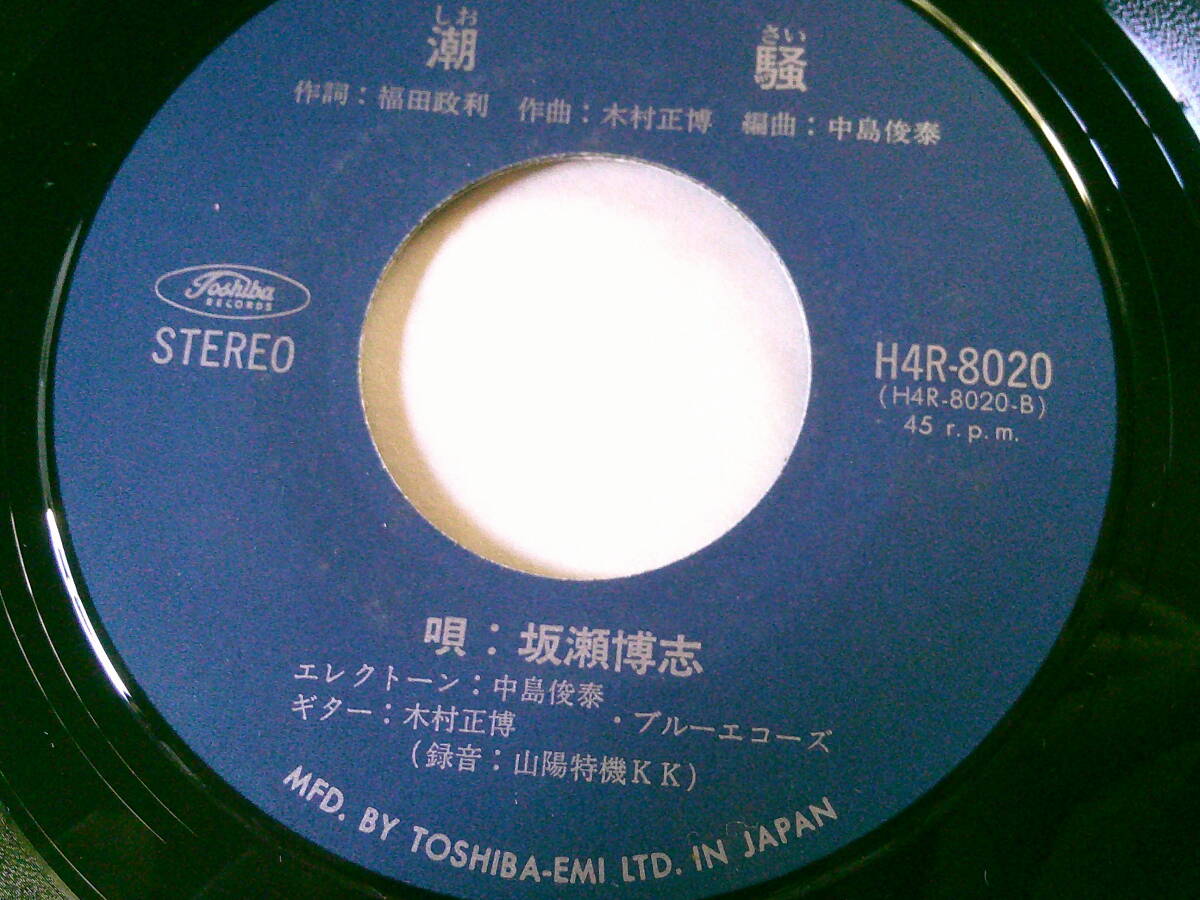 しお さい
潮 騒
作詞：福田政利 作曲：木村正博 編曲：中島俊泰
Toshiba
RECORDS
STEREO
H4R-8020
(H4R-8020-B)
45 r.p.m.
唄：坂瀬博志
エレクトーン：中島俊泰
ギター：木村正博 ・ブルーエコーズ
(録音：山陽特機KK)
MFD. BY TOSHIBA-EMI LTD. IN JAPAN